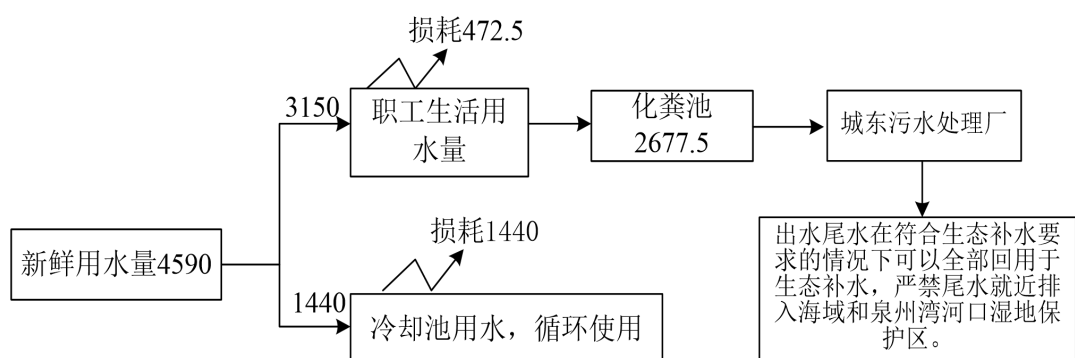 损耗472.5
3150
职工生活用
水量
化粪池
2677.5
城东污水处理厂
新鲜用水量4590
损耗1440
1440
冷却池用水，循环使用
出水尾水在符合生态补水要
求的情况下可以全部回用于
生态补水，严禁尾水就近排
入海域和泉州湾河口湿地保
护区。